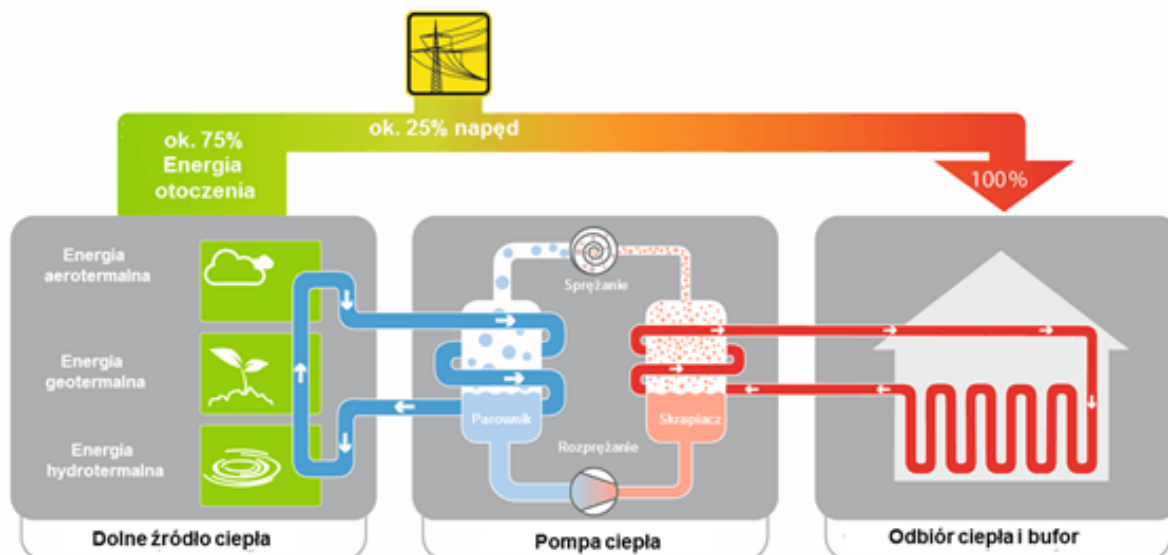 ok. 75%
Energia
otoczenia
ok. 25% napęd
100%
Energia
aerotermalna
Energia
geotermalna
Energia
hydrotermalna
Sprężanie
Parownik
Skraplacz
Rozprężanie
Dolne źródło ciepła
Pompa ciepła
Odbiór ciepła i bufor